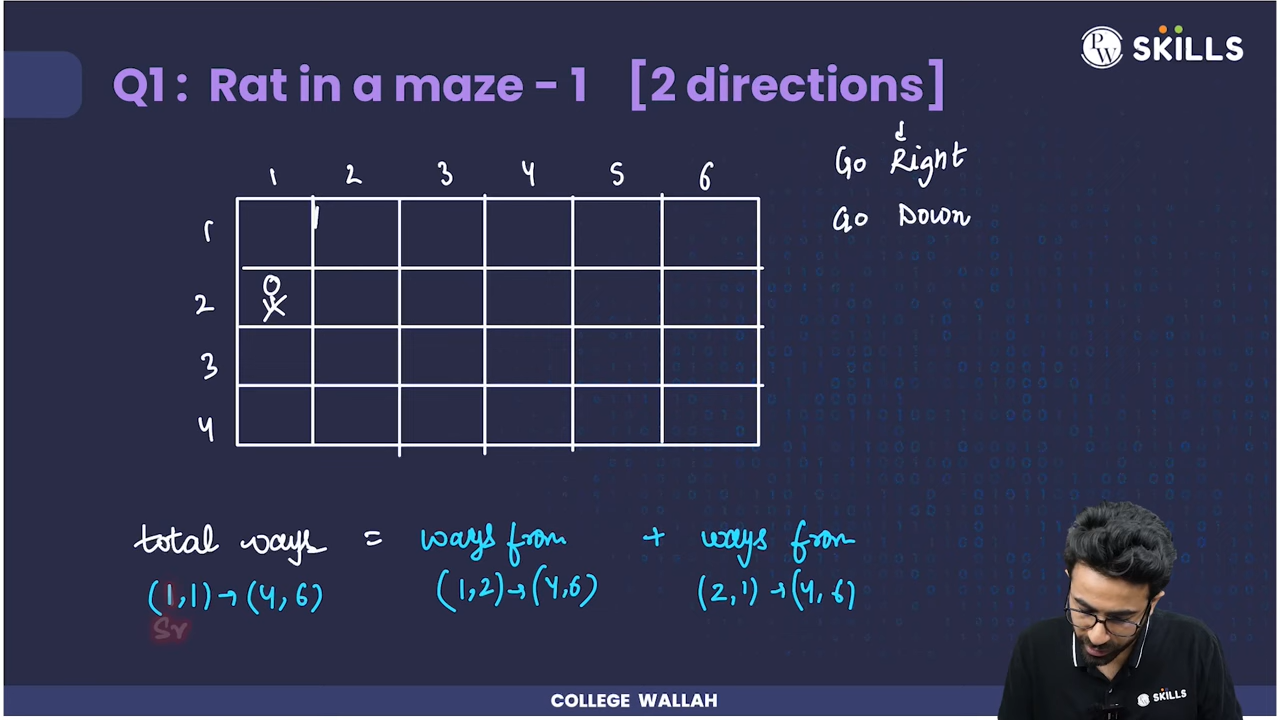 PW SKILLS
Q1 : Rat in a maze - 1 [2 directions]
Go Right
Go Down
1 2 3 4 5 6
1
2
3
4
total ways = ways from + ways from
(1,1) → (4,6) (1,2) → (4,6) (2,1) → (4,6)
Sr
SKILLS
COLLEGE WALLAH